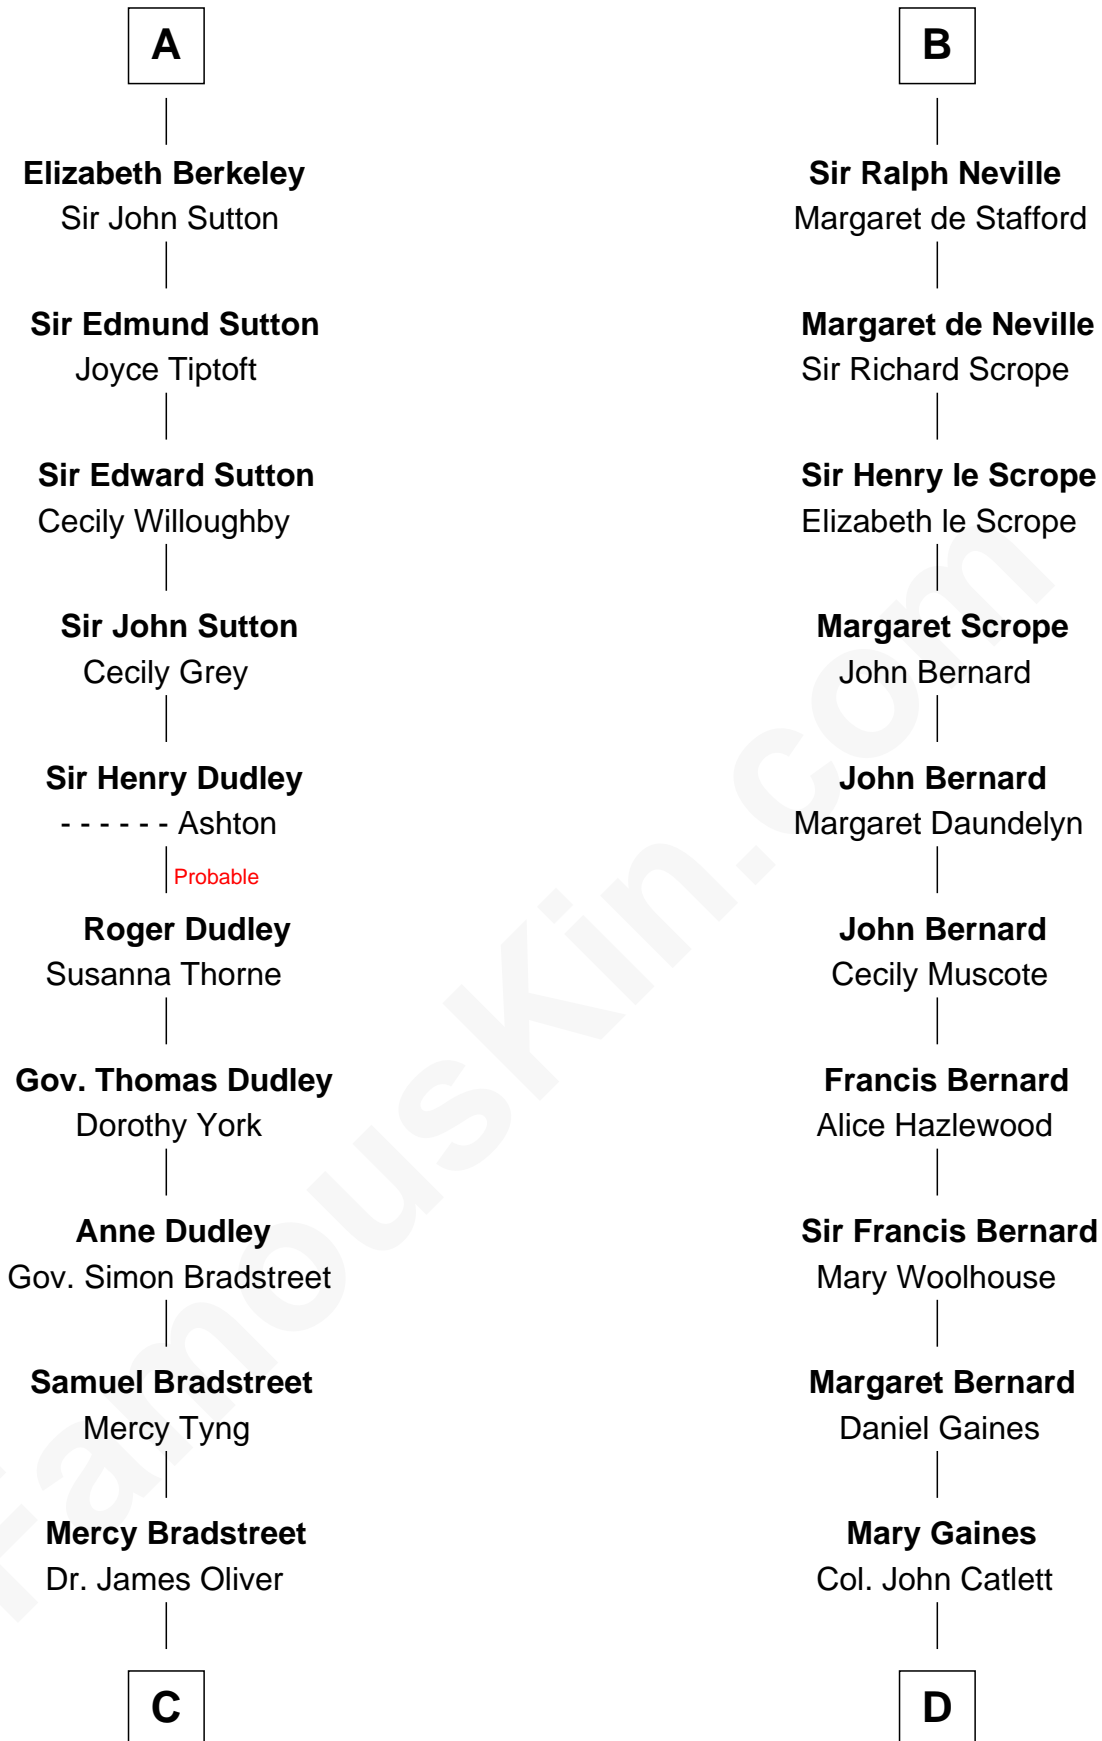 A
Elizabeth Berkeley
Sir John Sutton
Sir Edmund Sutton
Joyce Tiptoft
Sir Edward Sutton
Cecily Willoughby
Sir John Sutton
Cecily Grey
Sir Henry Dudley
- - - - - - Ashton
Probable
Roger Dudley
Susanna Thorne
Gov. Thomas Dudley
Dorothy York
Anne Dudley
Gov. Simon Bradstreet
Samuel Bradstreet
Mercy Tyng
Mercy Bradstreet
Dr. James Oliver
C
B
Sir Ralph Neville
Margaret de Stafford
Margaret de Neville
Sir Richard Scrope
Sir Henry le Scrope
Elizabeth le Scrope
Margaret Scrope
John Bernard
John Bernard
Margaret Daundelyn
John Bernard
Cecily Muscote
Francis Bernard
Alice Hazlewood
Sir Francis Bernard
Mary Woolhouse
Margaret Bernard
Daniel Gaines
Mary Gaines
Col. John Catlett
D
FamousKin.com